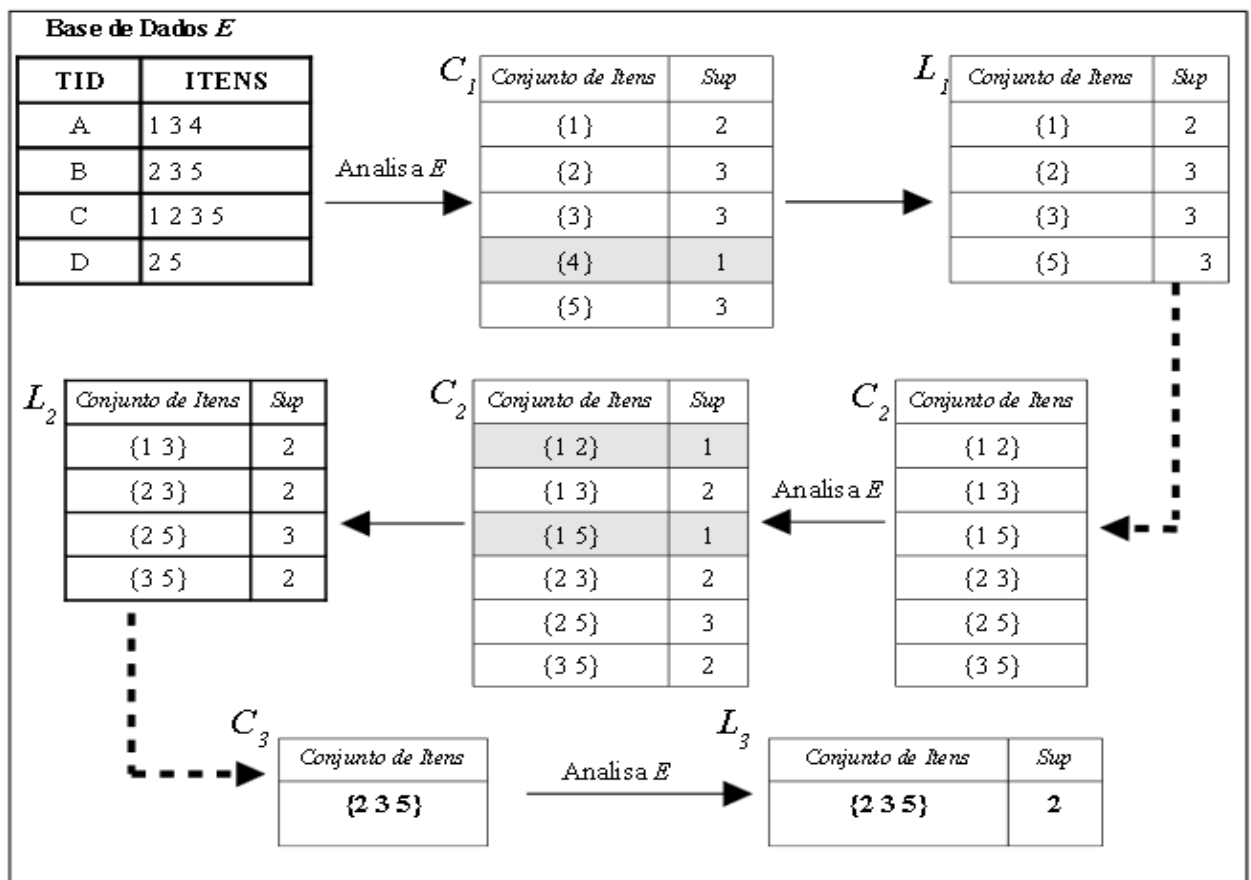 Base de Dados E
TID ITENS
A 1 3 4
B 2 3 5
C 1 2 3 5
D 2 5
Analisa E
C1 Conjunto de Itens Sup
{1} 2
{2} 3
{3} 3
{4} 1
{5} 3
L1 Conjunto de Itens Sup
{1} 2
{2} 3
{3} 3
{5} 3
L2 Conjunto de Itens Sup
{1 3} 2
{2 3} 2
{2 5} 3
{3 5} 2
C2 Conjunto de Itens Sup
{1 2} 1
{1 3} 2
{1 5} 1
{2 3} 2
{2 5} 3
{3 5} 2
Analisa E
C2 Conjunto de Itens
{1 2}
{1 3}
{1 5}
{2 3}
{2 5}
{3 5}
C3 Conjunto de Itens
{2 3 5}
Analisa E
L3 Conjunto de Itens Sup
{2 3 5} 2